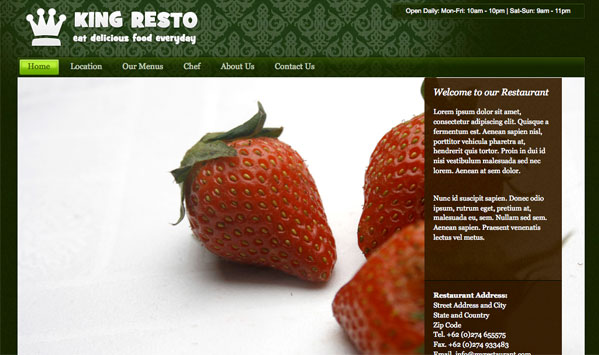 KING RESTO
eat delicious food everyday
Open Daily: Mon-Fri: 10am - 10pm | Sat-Sun: 9am - 11pm
Home Location Our Menus Chef About Us Contact Us
Welcome to our Restaurant
Lorem ipsum dolor sit amet,
consectetur adipiscing elit. Quisque a
fermentum est. Aenean sapien nisl,
porttitor vehicula pharetra at,
hendrerit quis tortor. Proin in dui id
nisi vestibulum malesuada sed nec
lorem. Aenean at sem dolor.
Nunc id suscipit sapien. Donec odio
ipsum, rutrum eget, pretium at,
malesuada eu, sem. Nullam sed sem.
Aenean sapien. Praesent venenatis
lectus vel metus.
Restaurant Address:
Street Address and City
State and Country
Zip Code
Tel. +62 (0)274 655575
Fax. +62 (0)274 933483